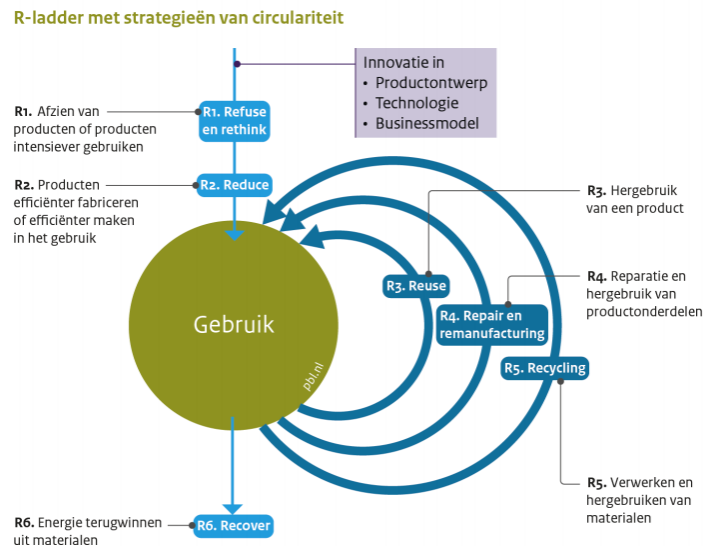 R-ladder met strategieën van circulariteit
Innovatie in
• Productontwerp
• Technologie
• Businessmodel
R1. Afzien van
producten of producten
intensiever gebruiken
R1. Refuse
en rethink
R2. Producten
efficiënter fabriceren
of efficiënter maken
in het gebruik
R2. Reduce
R3. Hergebruik
van een product
R3. Reuse
R4. Reparatie en
hergebruik van
productonderdelen
R4. Repair en
remanufacturing
Gebruik
pbl.nl
R5. Recycling
R5. Verwerken en
hergebruiken van
materialen
R6. Energie terugwinnen
uit materialen
R6. Recover